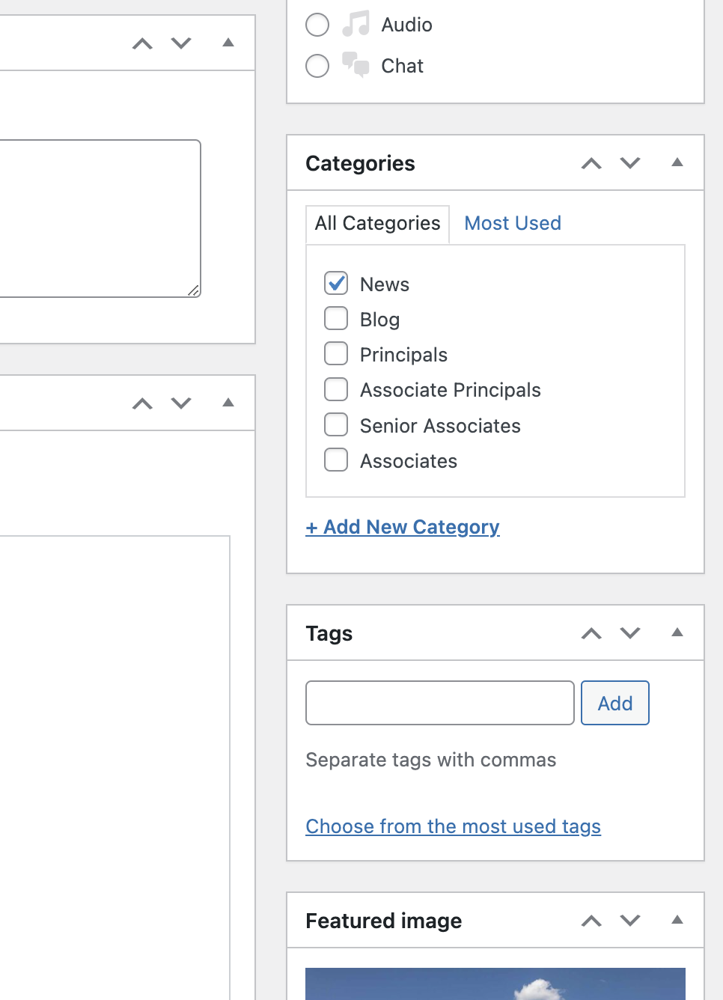 Audio
Chat
Categories
All Categories Most Used
News
Blog
Principals
Associate Principals
Senior Associates
Associates
+ Add New Category
Tags
Add
Separate tags with commas
Choose from the most used tags
Featured image